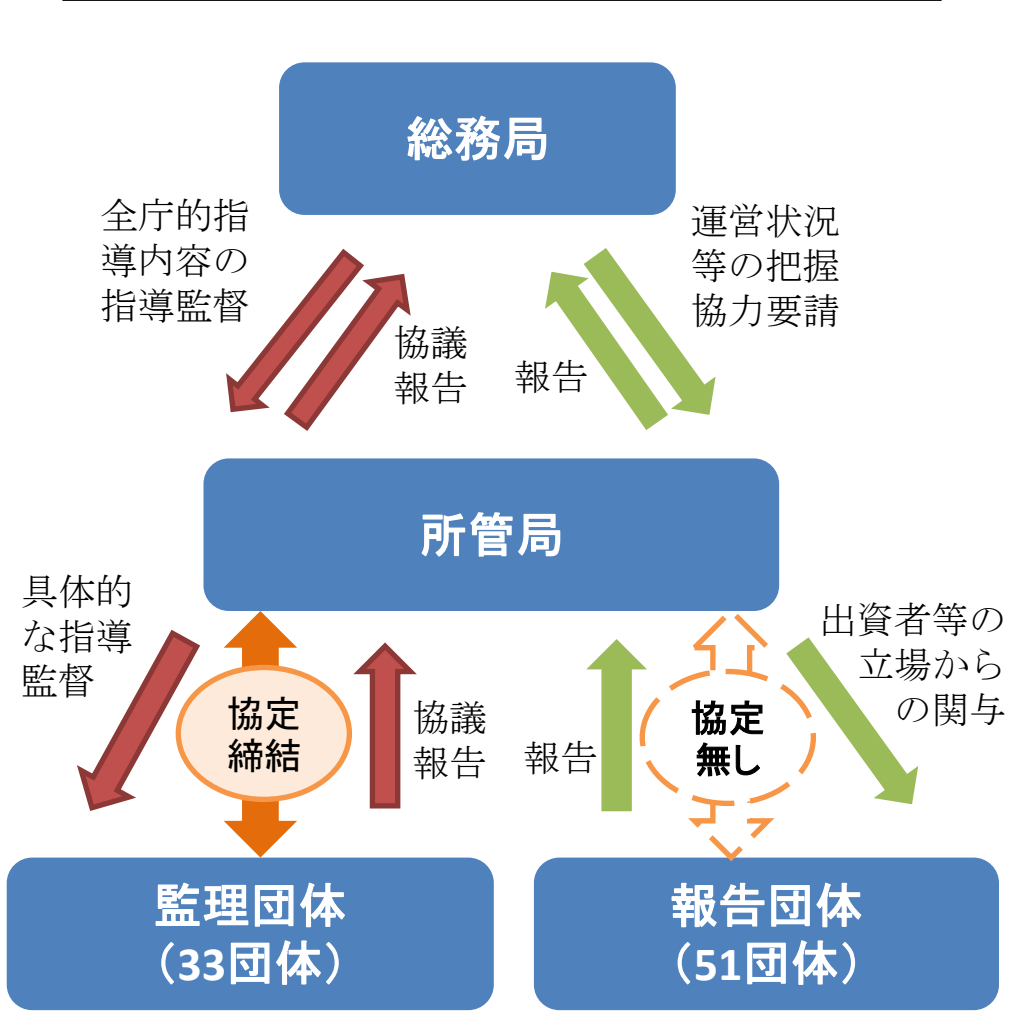 総務局
全庁的指
導内容の
指導監督
協議
報告
報告
運営状況
等の把握
協力要請
所管局
具体的
な指導
監督
協定
締結
協議
報告
報告
協定
無し
出資者等の
立場から
の関与
監理団体
（33団体）
報告団体
（51団体）